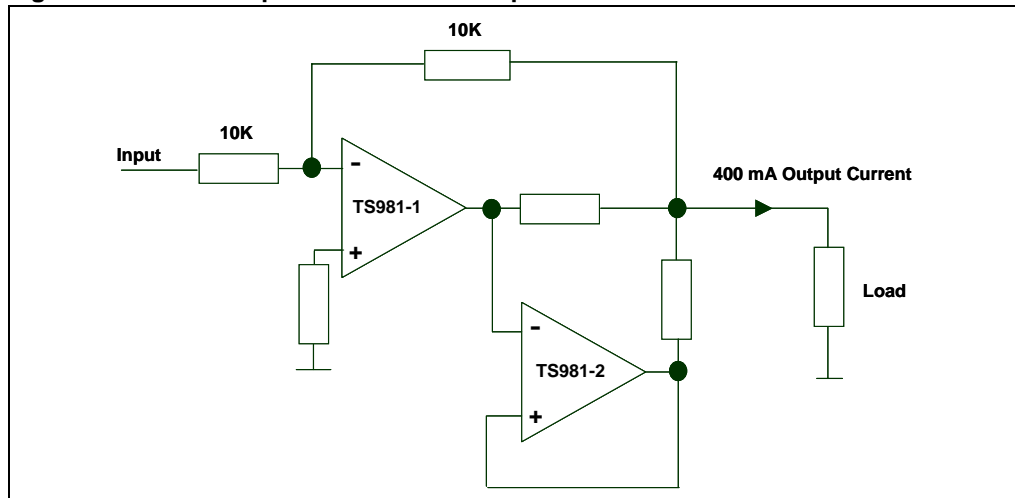 10K
10K
Input
-
TS981-1
+
400 mA Output Current
Load
-
TS981-2
+